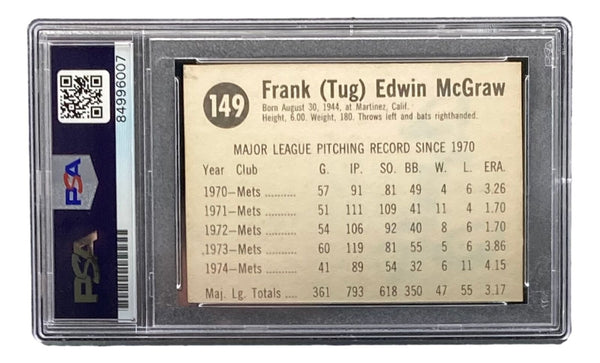 84996007
PSA
PSA
149
Frank (Tug) Edwin McGraw
Born August 30, 1944, at Martinez, Calif.
Height, 6.00. Weight, 180. Throws left and bats righthanded.
MAJOR LEAGUE PITCHING RECORD SINCE 1970
Year Club G. IP. SO. BB. W. L. ERA.
1970—Mets .......... 57 91 81 49 4 6 3.26
1971—Mets .......... 51 111 109 41 11 4 1.70
1972—Mets .......... 54 106 92 40 8 6 1.70
1973—Mets .......... 60 119 81 55 5 6 3.86
1974—Mets .......... 41 89 54 32 6 11 4.15
Maj. Lg. Totals .... 361 793 618 350 47 55 3.17